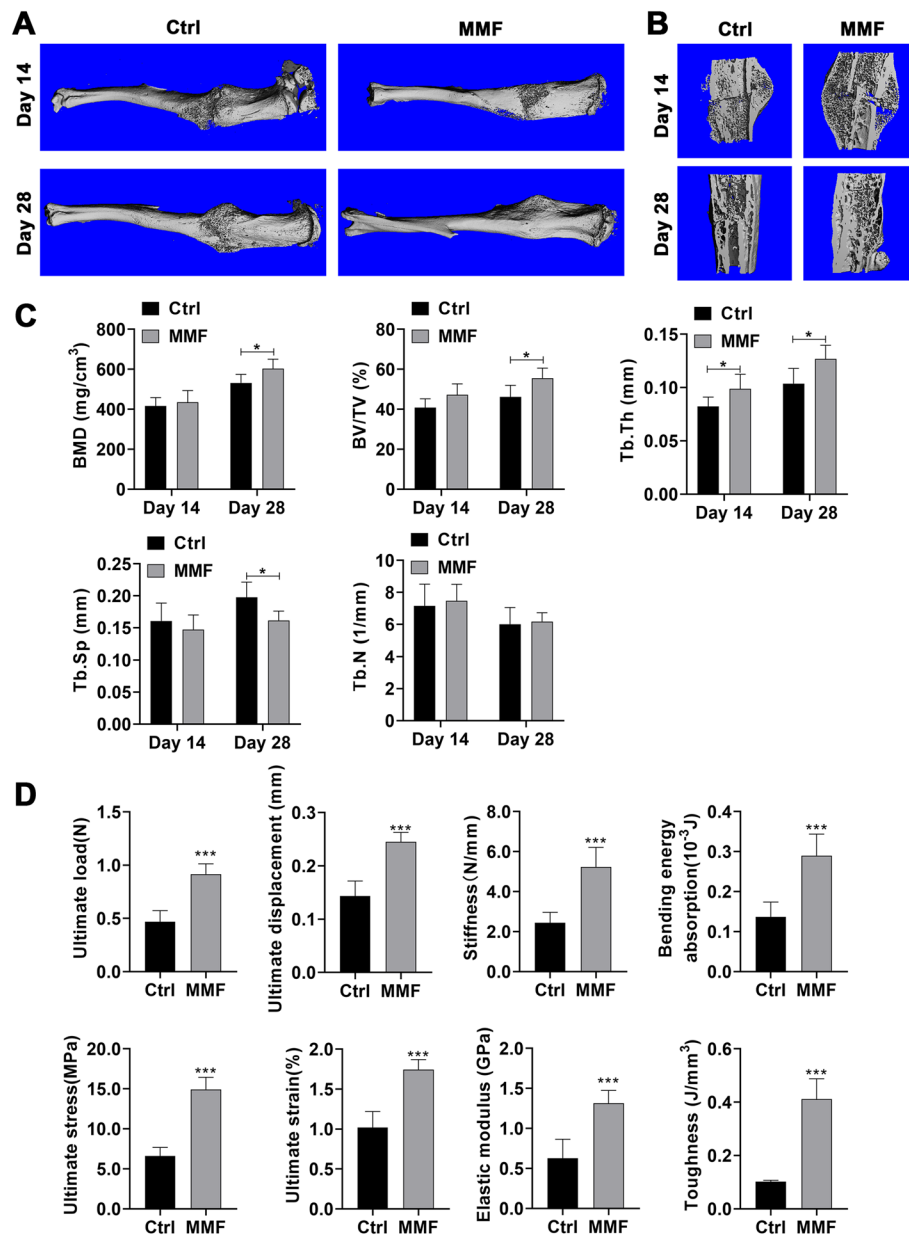 A
Ctrl
MMF
B
Ctrl
MMF
Day 14
Day 14
Day 28
Day 28
C
Ctrl
MMF
BMD (mg/cm³)
800
600
400
200
0
*
Day 14
Day 28
Ctrl
MMF
BV/TV (%)
80
60
40
20
0
*
Day 14
Day 28
Ctrl
MMF
Tb.Th (mm)
0.15
0.10
0.05
0.00
*
*
Day 14
Day 28
Ctrl
MMF
Tb.Sp (mm)
0.25
0.20
0.15
0.10
0.05
0.00
*
Day 14
Day 28
Ctrl
MMF
Tb.N (1/mm)
10
8
6
4
2
0
Day 14
Day 28
D
Ultimate load(N)
1.5
1.0
0.5
0.0
***
Ctrl MMF
Ultimate displacement (mm)
0.3
0.2
0.1
0.0
***
Ctrl MMF
Stiffness(N/mm)
6.0
4.0
2.0
0.0
***
Ctrl MMF
Bending energy
absorption(10⁻³J)
0.4
0.3
0.2
0.1
0.0
***
Ctrl MMF
Ultimate stress(MPa)
20.0
15.0
10.0
5.0
0.0
***
Ctrl MMF
Ultimate strain(%)
2.0
1.5
1.0
0.5
0.0
***
Ctrl MMF
Elastic modulus (GPa)
2.0
1.5
1.0
0.5
0.0
***
Ctrl MMF
Toughness (J/mm³)
0.6
0.4
0.2
0.0
***
Ctrl MMF